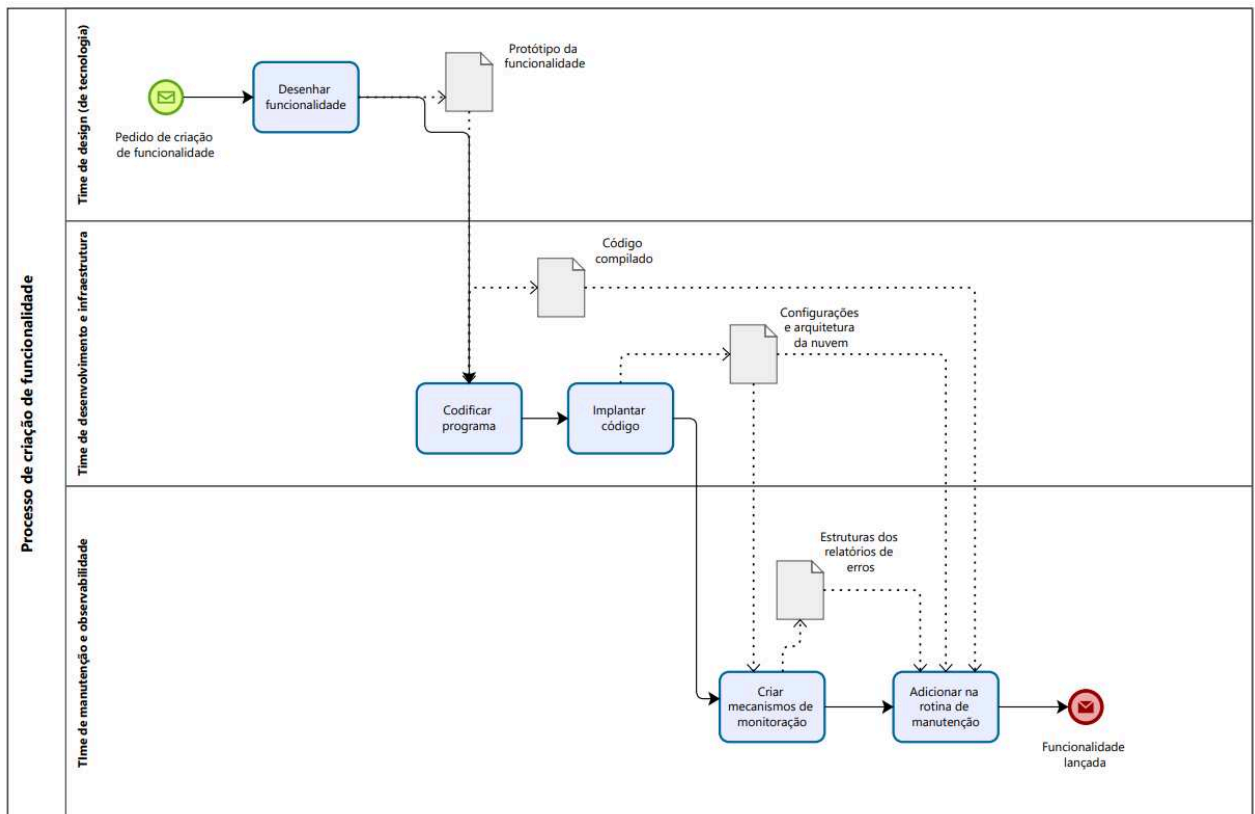 Processo de criação de funcionalidade
Time de design (de tecnologia)
Pedido de criação
de funcionalidade
Desenhar
funcionalidade
Protótipo da
funcionalidade
Time de desenvolvimento e infraestrutura
Código
compilado
Configurações
e arquitetura
da nuvem
Codificar
programa
Implantar
código
Time de manutenção e observabilidade
Estruturas dos
relatórios de
erros
Criar
mecanismos de
monitoração
Adicionar na
rotina de
manutenção
Funcionalidade
lançada